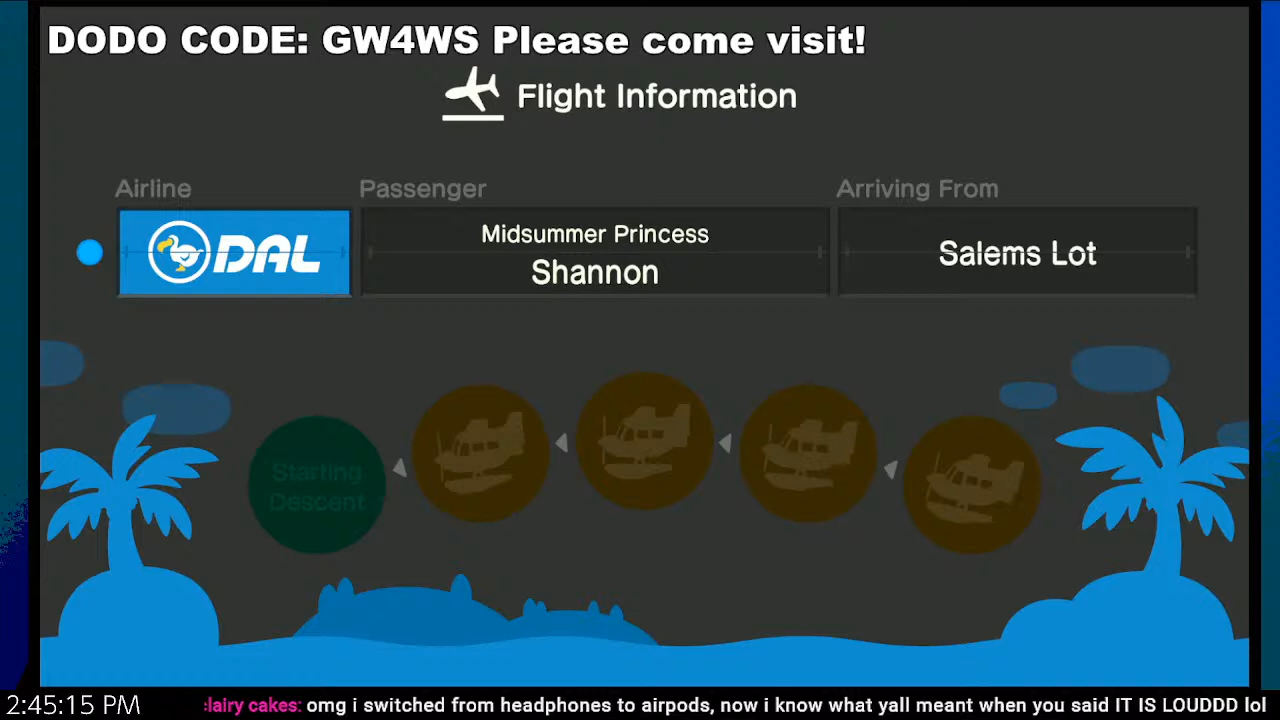 DODO CODE: GW4WS Please come visit!
Flight Information
Airline Passenger Arriving From
DAL
Midsummer Princess
Shannon
Salems Lot
Starting
Descent
2:45:15 PM
lairy cakes: omg i switched from headphones to airpods, now i know what yall meant when you said IT IS LOUDDD lol